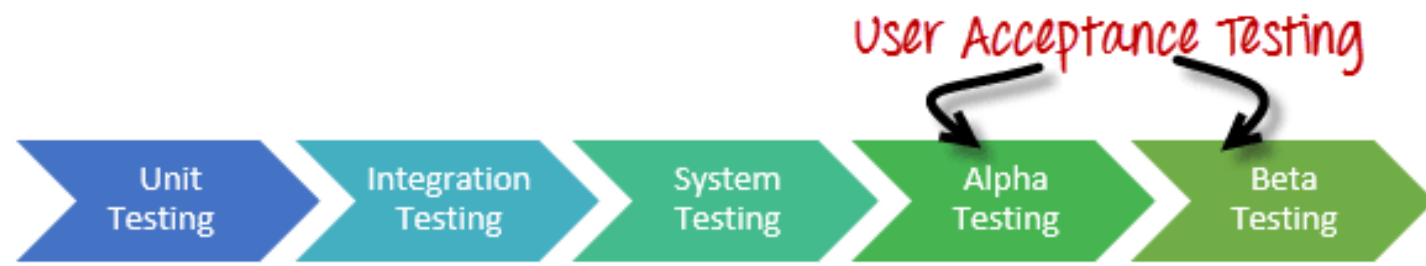 User Acceptance Testing
Unit
Testing
Integration
Testing
System
Testing
Alpha
Testing
Beta
Testing